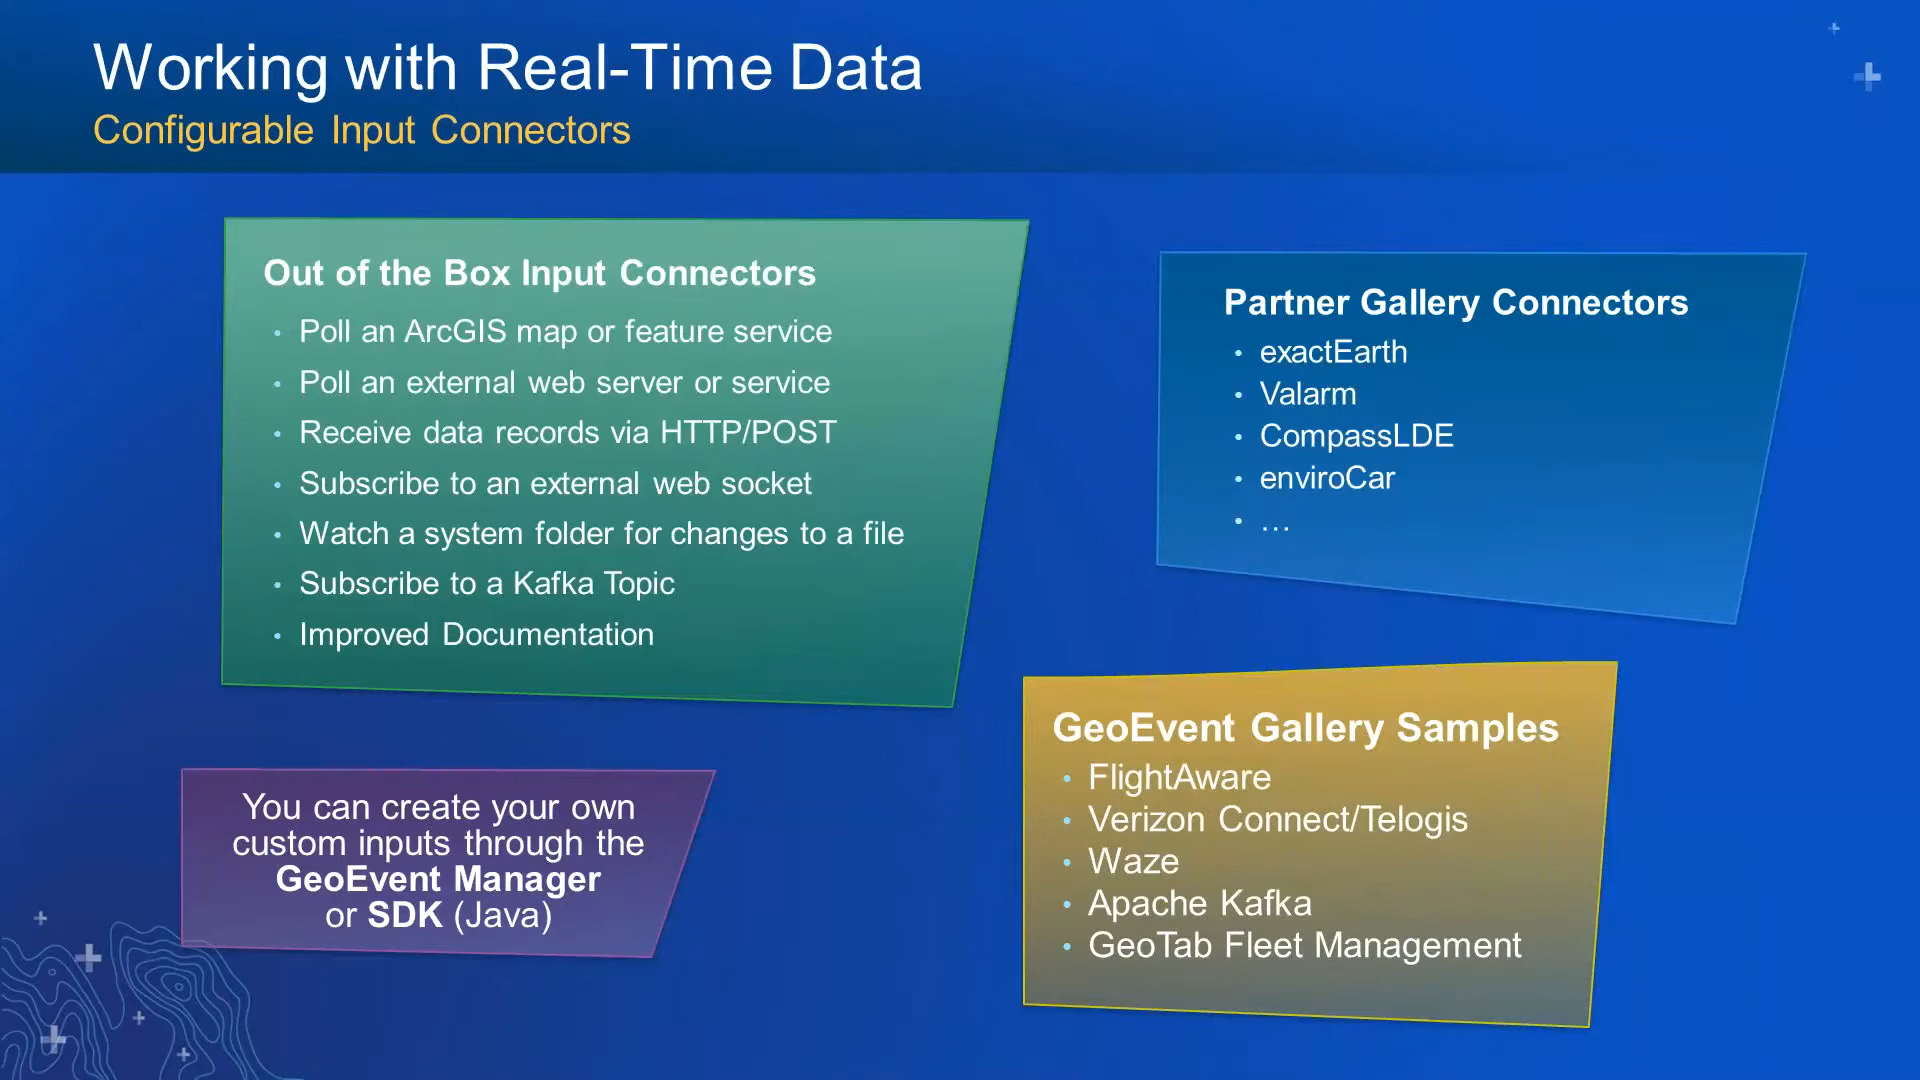 Working with Real-Time Data
Configurable Input Connectors
Out of the Box Input Connectors
• Poll an ArcGIS map or feature service
• Poll an external web server or service
• Receive data records via HTTP/POST
• Subscribe to an external web socket
• Watch a system folder for changes to a file
• Subscribe to a Kafka Topic
• Improved Documentation
Partner Gallery Connectors
• exactEarth
• Valarm
• CompassLDE
• enviroCar
• …
You can create your own
custom inputs through the
GeoEvent Manager
or SDK (Java)
GeoEvent Gallery Samples
• FlightAware
• Verizon Connect/Telogis
• Waze
• Apache Kafka
• GeoTab Fleet Management